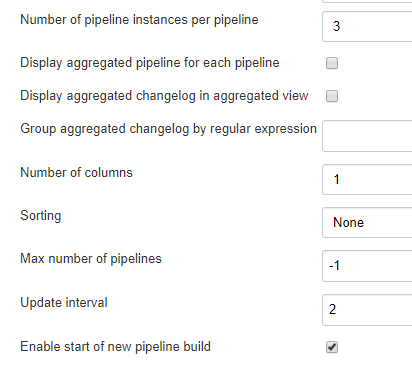 Number of pipeline instances per pipeline
3
Display aggregated pipeline for each pipeline
Display aggregated changelog in aggregated view
Group aggregated changelog by regular expression
Number of columns
1
Sorting
None
Max number of pipelines
-1
Update interval
2
Enable start of new pipeline build